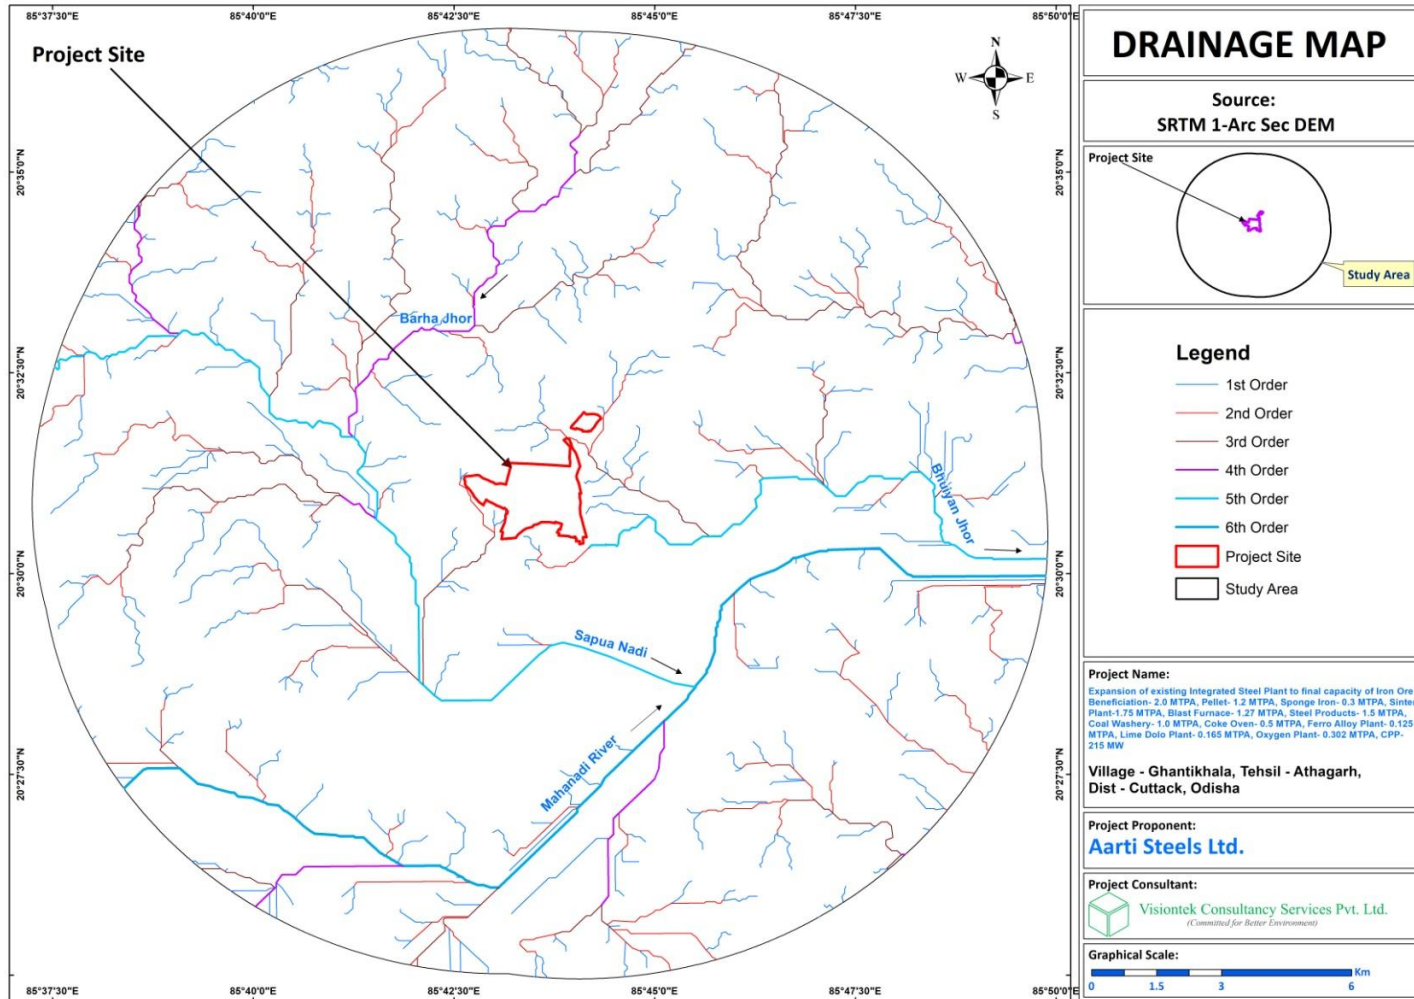 85°37'30"E
85°40'0"E
85°42'30"E
85°45'0"E
85°47'30"E
85°50'0"E
Project Site
N
W
E
S
20°35'0"N
20°35'0"N
Barha Jhor
20°32'30"N
20°32'30"N
Bhuiyan Jhor
20°30'0"N
20°30'0"N
Sapua Nadi
Mahanadi River
20°27'30"N
20°27'30"N
85°37'30"E
85°40'0"E
85°42'30"E
85°45'0"E
85°47'30"E
85°50'0"E
DRAINAGE MAP
Source:
SRTM 1-Arc Sec DEM
Project Site
Study Area
Legend
1st Order
2nd Order
3rd Order
4th Order
5th Order
6th Order
Project Site
Study Area
Project Name:
Expansion of existing Integrated Steel Plant to final capacity of Iron Ore
Beneficiation- 2.0 MTPA, Pellet- 1.2 MTPA, Sponge Iron- 0.3 MTPA, Sinter
Plant-1.75 MTPA, Blast Furnace- 1.27 MTPA, Steel Products- 1.5 MTPA,
Coal Washery- 1.0 MTPA, Coke Oven- 0.5 MTPA, Ferro Alloy Plant- 0.125
MTPA, Lime Dolo Plant- 0.165 MTPA, Oxygen Plant- 0.302 MTPA, CPP-
215 MW
Village - Ghantikhala, Tehsil - Athagarh,
Dist - Cuttack, Odisha
Project Proponent:
Aarti Steels Ltd.
Project Consultant:
Visiontek Consultancy Services Pvt. Ltd.
(Committed for Better Environment)
Graphical Scale:
Km
0 1.5 3 6